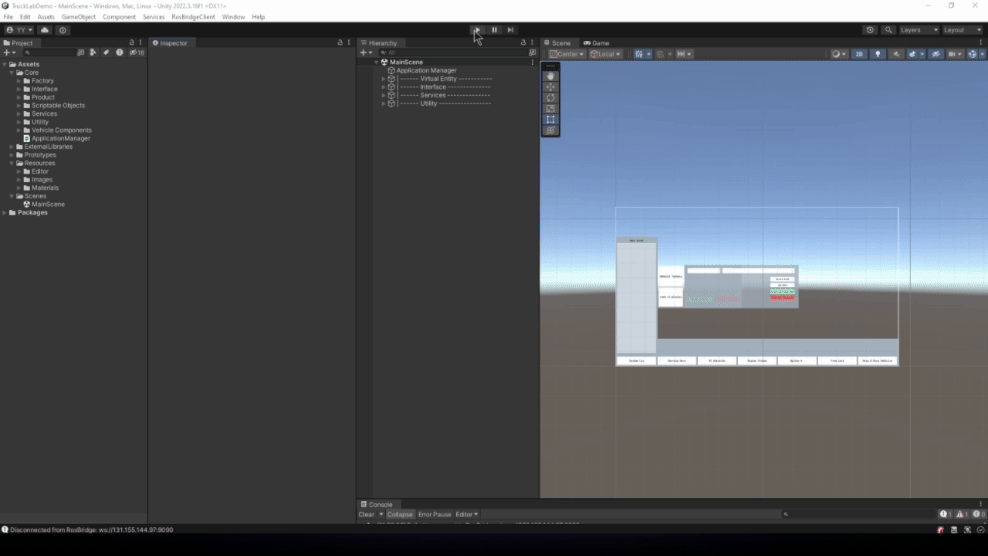 TruckLabDemo - MainScene - Windows, Mac, Linux - Unity 2022.3.18f1 <DX11>
File Edit Assets GameObject Component Services RosBridgeClient Window Help
YY Layers Layout
Project
Inspector
Hierarchy
Scene Game
All
Center Local 2D
Assets
Core
Factory
Interface
Product
Scriptable Objects
Services
Utility
Vehicle Components
ApplicationManager
ExternalLibraries
Prototypes
Resources
Editor
Images
Materials
Scenes
MainScene
Packages
MainScene
Application Manager
------ Virtual Entity ------------
------ Interface ----------------
------ Services -----------------
------ Utility --------------------
Console
Clear Collapse Error Pause Editor
Disconnected from RosBridge: ws://131.155.144.97:9090